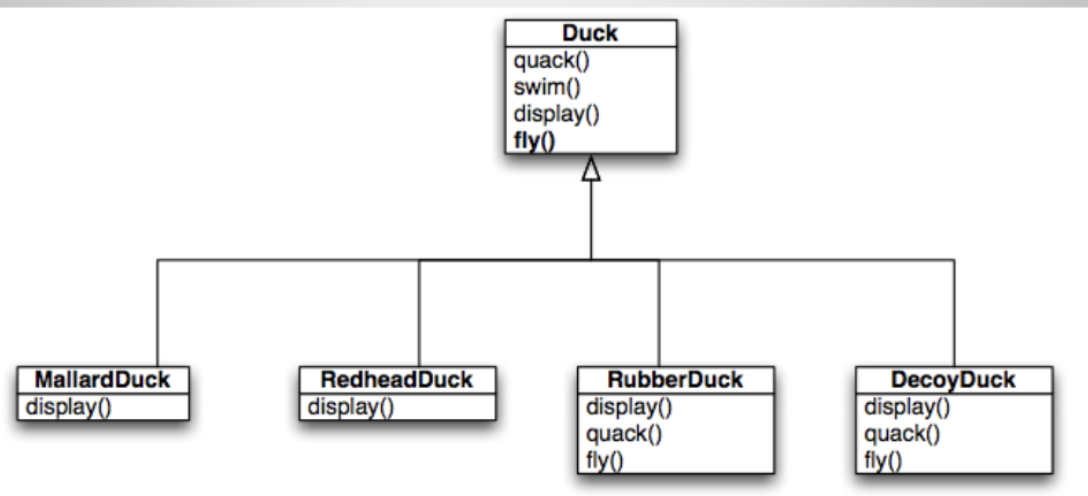 Duck
quack()
swim()
display()
fly()
MallardDuck
display()
RedheadDuck
display()
RubberDuck
display()
quack()
fly()
DecoyDuck
display()
quack()
fly()